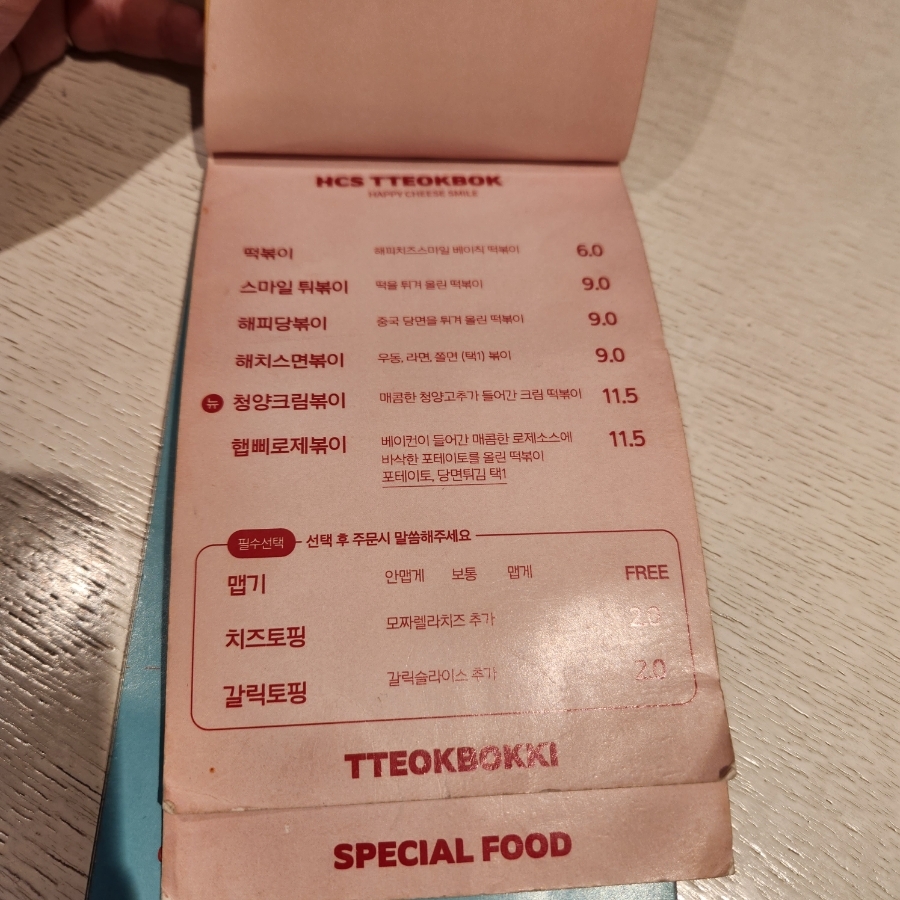 HCS TTEOKBOK
HAPPY CHEESE SMILE
떡볶이 해피치즈스마일 베이직 떡볶이 6.0
스마일 튀볶이 떡을 튀겨 올린 떡볶이 9.0
해피당볶이 중국 당면을 튀겨 올린 떡볶이 9.0
해치스면볶이 우동, 라면, 쫄면 (택1) 볶이 9.0
뉴 청양크림볶이 매콤한 청양고추가 들어간 크림 떡볶이 11.5
햅삐로제볶이 베이컨이 들어간 매콤한 로제소스에 11.5
바삭한 포테이토를 올린 떡볶이
포테이토, 당면튀김 택1
필수선택 선택 후 주문시 말씀해주세요
맵기 안맵게 보통 맵게 FREE
치즈토핑 모짜렐라치즈 추가 2.0
갈릭토핑 갈릭슬라이스 추가 2.0
TTEOKBOKKI
SPECIAL FOOD